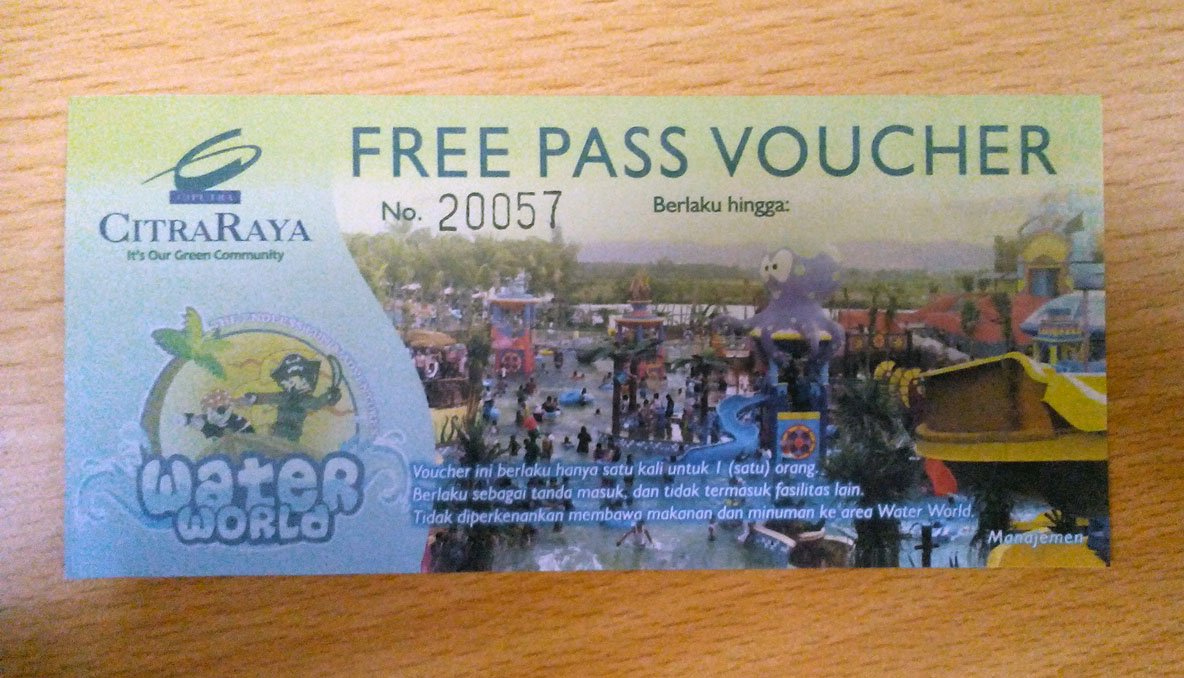 FREE PASS VOUCHER
No. 20057
Berlaku hingga:
CIPUTRA
CITRARAYA
It's Our Green Community
WATER
WORLD
Voucher ini berlaku hanya satu kali untuk 1 (satu) orang.
Berlaku sebagai tanda masuk, dan tidak termasuk fasilitas lain.
Tidak diperkenankan membawa makanan dan minuman ke area Water World.
Manajemen